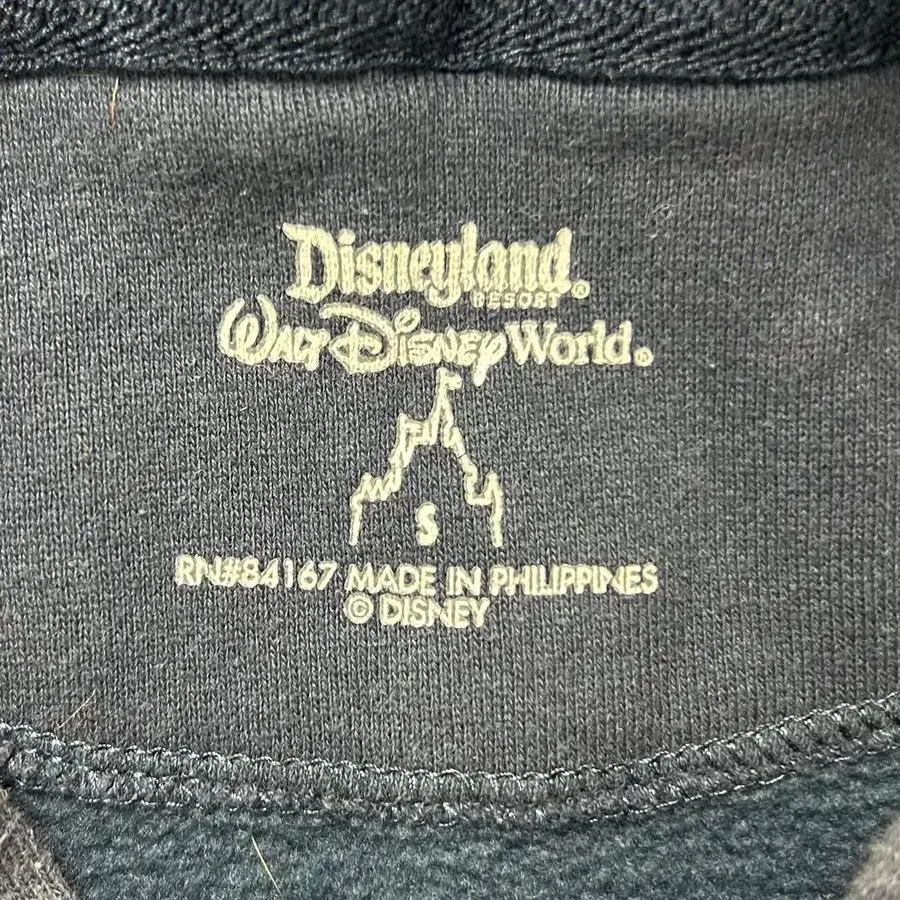 Disneyland®
RESORT
WALT DISNEY World®
S
RN#84167 MADE IN PHILIPPINES
© DISNEY